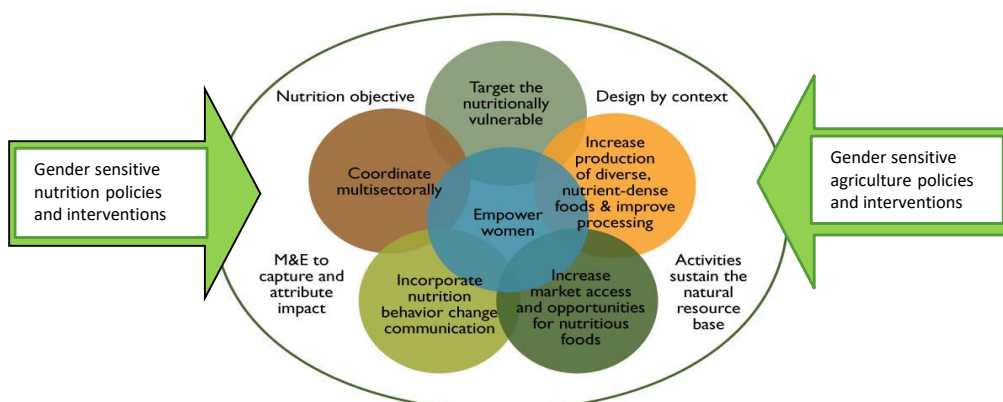 Gender sensitive
nutrition policies
and interventions
Nutrition objective
Target the
nutritionally
vulnerable
Design by context
Coordinate
multisectorally
Increase
production
of diverse,
nutrient-dense
foods & improve
processing
Empower
women
M&E to
capture and
attribute
impact
Incorporate
nutrition
behavior change
communication
Increase
market access
and opportunities
for nutritious
foods
Activities
sustain the
natural
resource
base
Gender sensitive
agriculture policies
and interventions